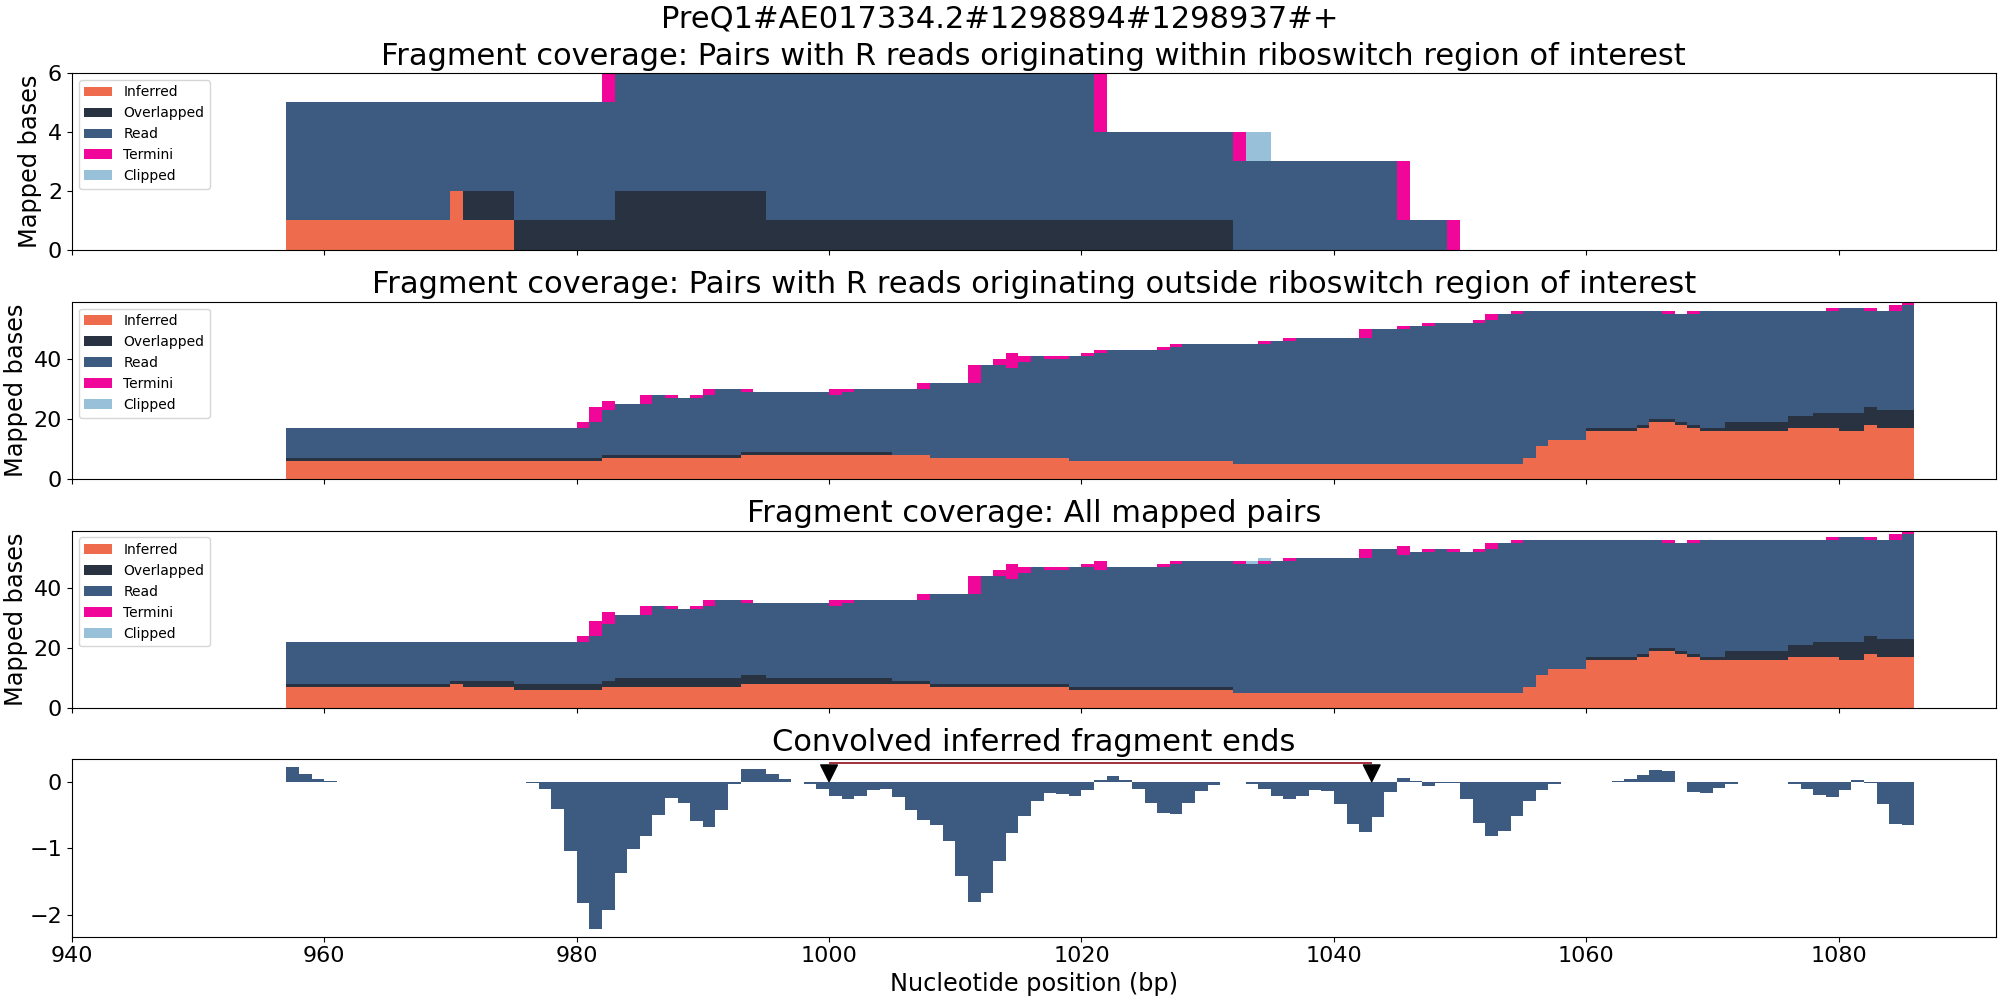 PreQ1#AE017334.2#1298894#1298937#+
Fragment coverage: Pairs with R reads originating within riboswitch region of interest
Mapped bases
6
4
2
0
Inferred
Overlapped
Read
Termini
Clipped
Fragment coverage: Pairs with R reads originating outside riboswitch region of interest
Mapped bases
40
20
0
Inferred
Overlapped
Read
Termini
Clipped
Fragment coverage: All mapped pairs
Mapped bases
40
20
0
Inferred
Overlapped
Read
Termini
Clipped
Convolved inferred fragment ends
0
−1
−2
940 960 980 1000 1020 1040 1060 1080
Nucleotide position (bp)